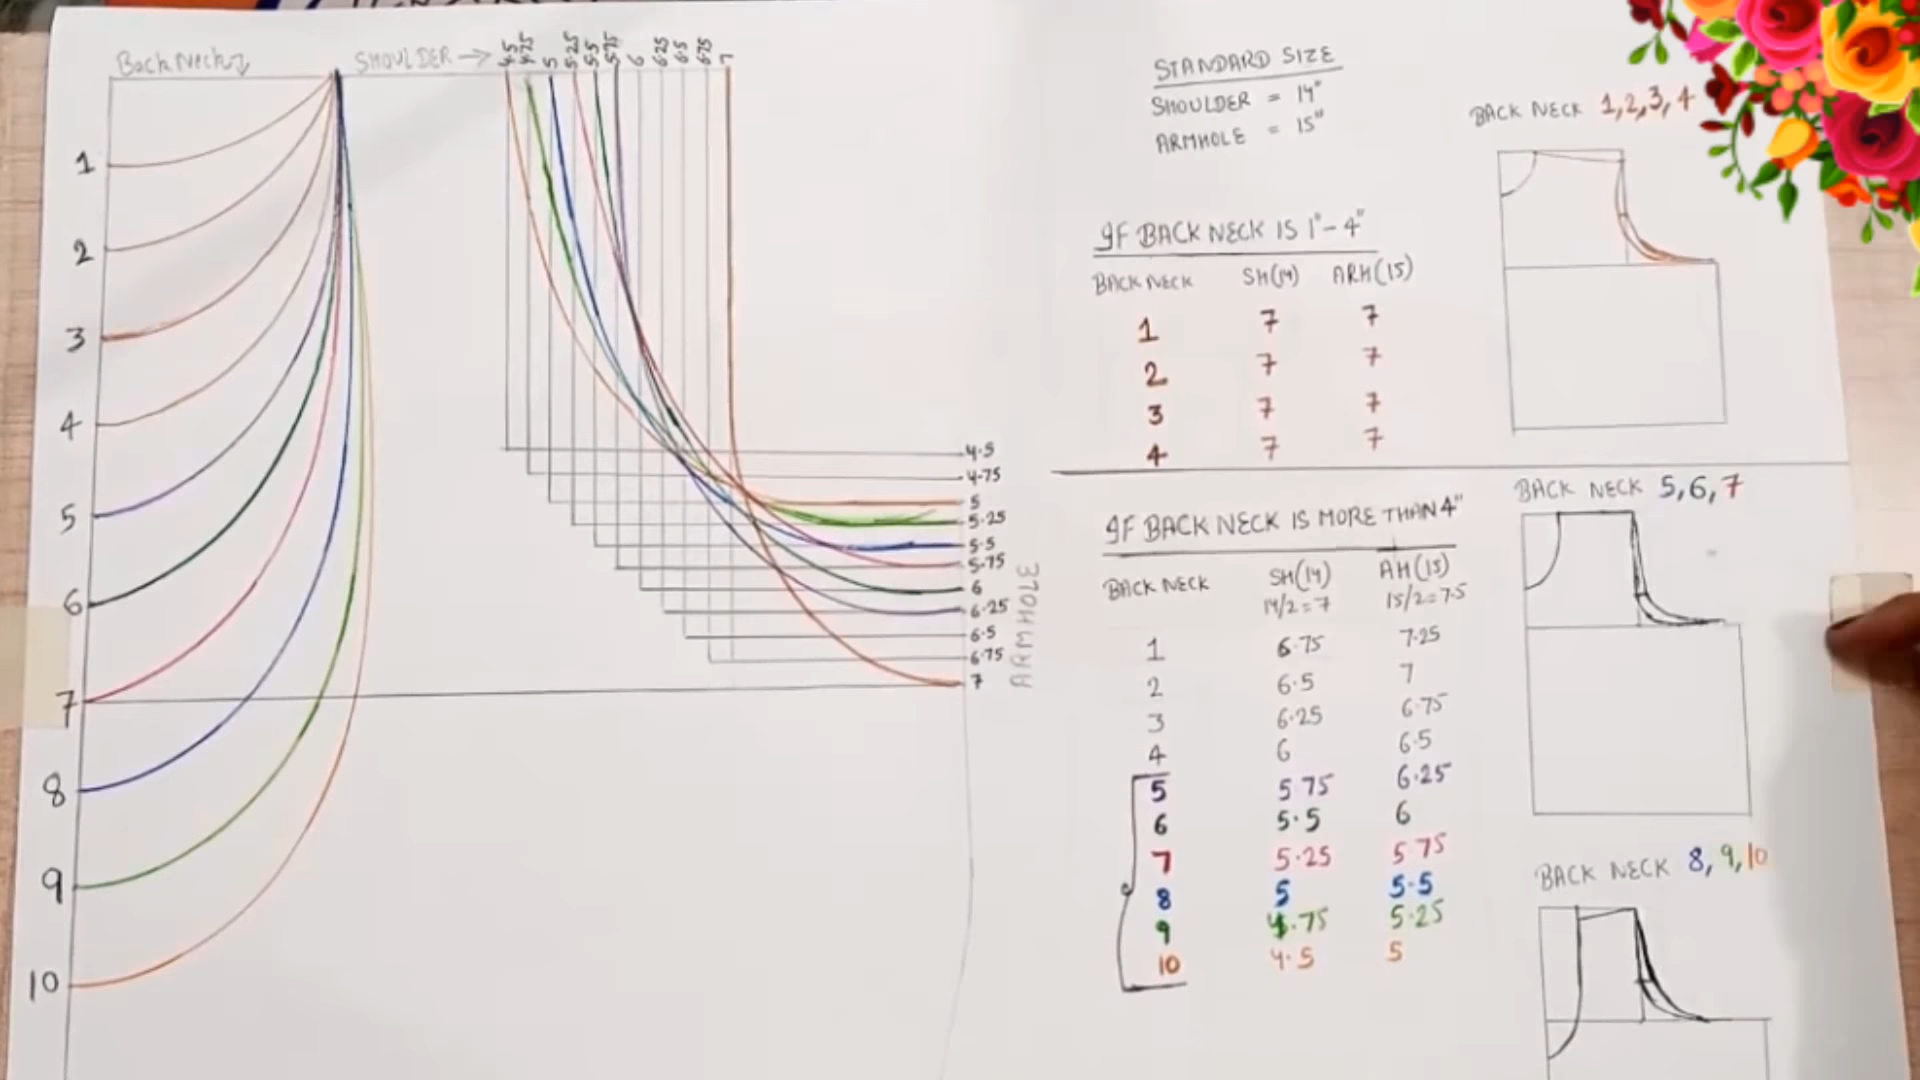 Back Neck
SHOULDER →
4.5
4.75
5
5.25
5.5
5.75
6
6.25
6.5
6.75
7
1
2
3
4
5
6
7
8
9
10
4.5
4.75
5
5.25
5.5
5.75
6
6.25
6.5
6.75
7
ARMHOLE
STANDARD SIZE
SHOULDER = 14"
ARMHOLE = 15"
IF BACK NECK IS 1" - 4"
BACK NECK SH(14) ARH(15)
1 7 7
2 7 7
3 7 7
4 7 7
IF BACK NECK IS MORE THAN 4"
BACK NECK SH(14) AH(15)
14/2=7 15/2=7.5
1 6.75 7.25
2 6.5 7
3 6.25 6.75
4 6 6.5
5 5.75 6.25
6 5.5 6
7 5.25 5.75
8 5 5.5
9 4.75 5.25
10 4.5 5
BACK NECK 1,2,3,4
BACK NECK 5,6,7
BACK NECK 8,9,10